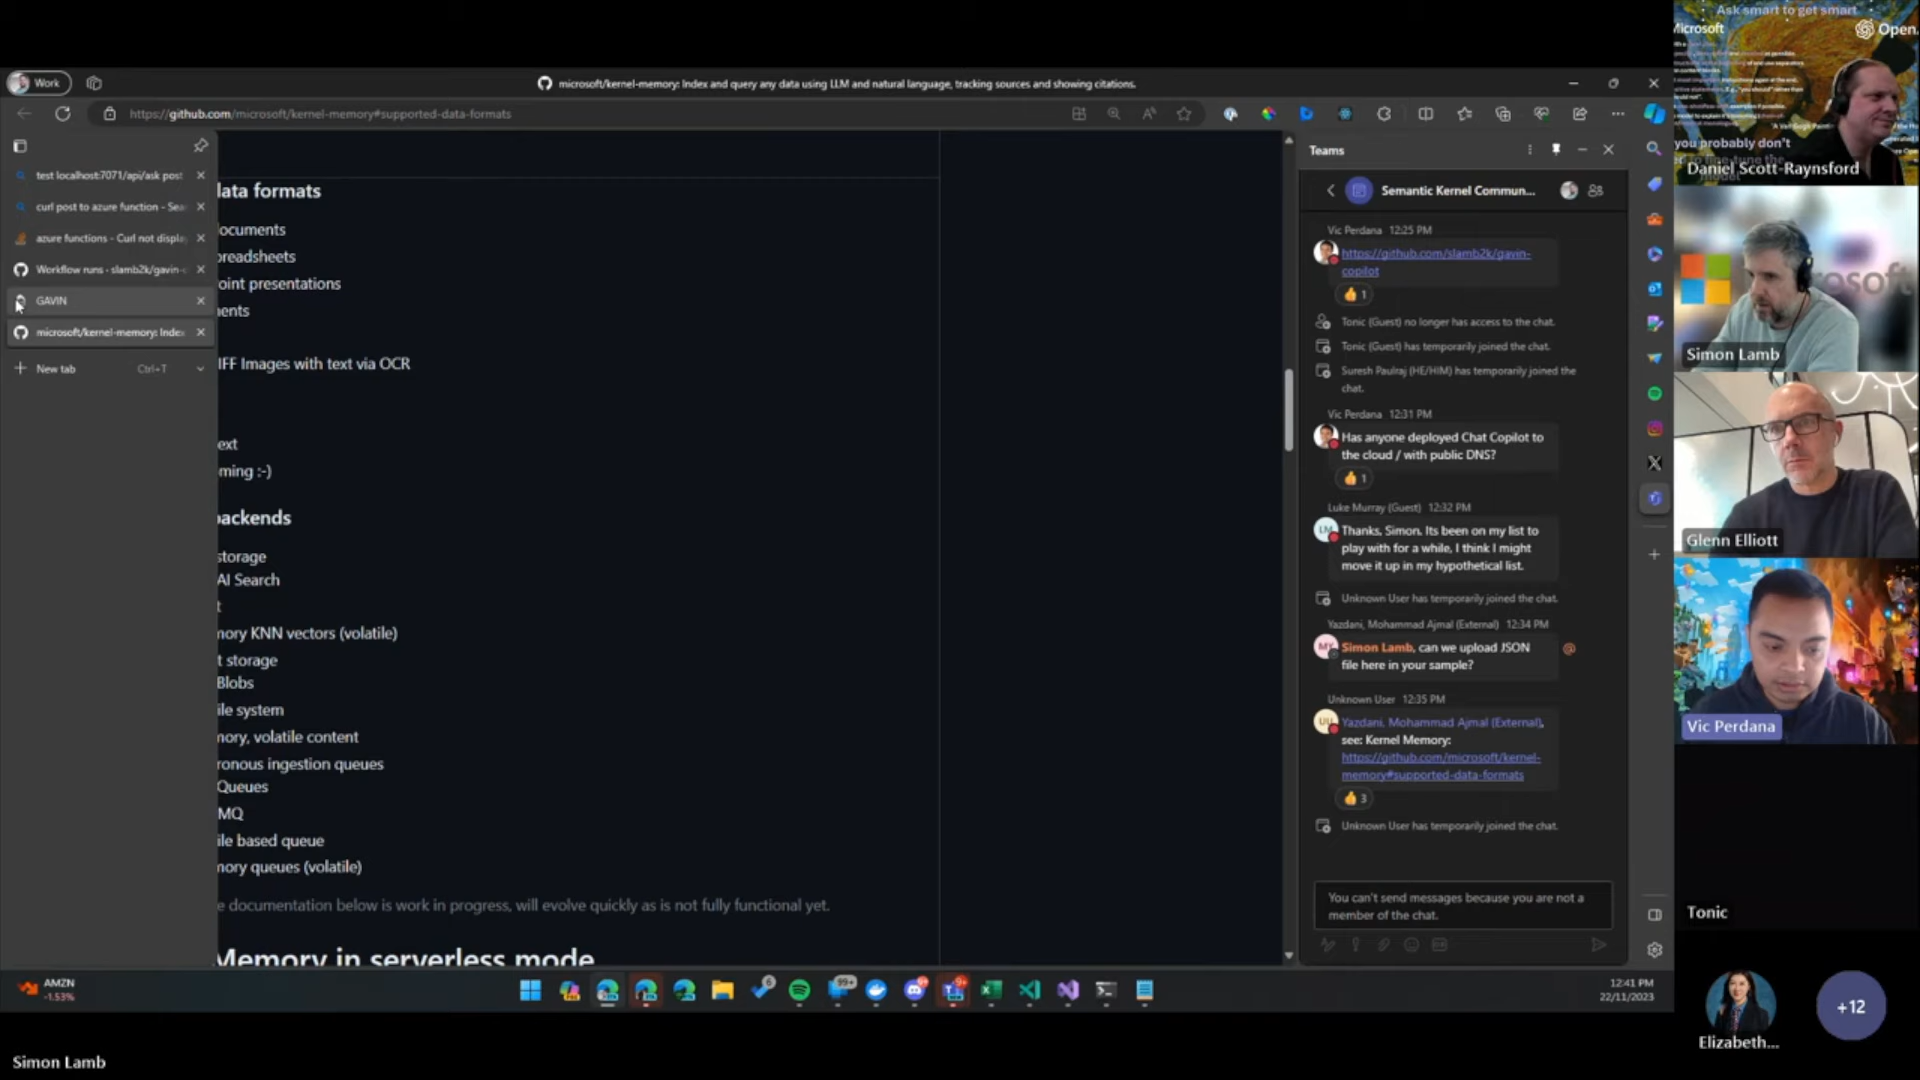 Work
microsoft/kernel-memory: Index and query any data using LLM and natural language, tracking sources and showing citations.
https://github.com/microsoft/kernel-memory#supported-data-formats
test localhost:7071/api/ask post
curl post to azure function - Sea
azure functions - Curl not displa
Workflow runs - slamb2k/gavin-c
GAVIN
microsoft/kernel-memory: Index
New tab
Ctrl+T
data formats
ocuments
readsheets
oint presentations
ents
IFF Images with text via OCR
ext
ming :-)
backends
storage
AI Search
t
mory KNN vectors (volatile)
t storage
Blobs
ile system
mory, volatile content
ronous ingestion queues
Queues
MQ
ile based queue
mory queues (volatile)
e documentation below is work in progress, will evolve quickly as is not fully functional yet.
Memory in serverless mode
Teams
Semantic Kernel Commun...
Vic Perdana 12:25 PM
https://github.com/slamb2k/gavin-
copilot
1
Tonic (Guest) no longer has access to the chat.
Tonic (Guest) has temporarily joined the chat.
Suresh Paulraj (HE/HIM) has temporarily joined the
chat.
Vic Perdana 12:31 PM
Has anyone deployed Chat Copilot to
the cloud / with public DNS?
1
Luke Murray (Guest) 12:32 PM
LM
Thanks, Simon. Its been on my list to
play with for a while, I think I might
move it up in my hypothetical list.
Unknown User has temporarily joined the chat.
Yazdani, Mohammad Ajmal (External) 12:34 PM
Simon Lamb, can we upload JSON
file here in your sample?
Unknown User 12:35 PM
UU
Yazdani, Mohammad Ajmal (External),
see: Kernel Memory:
https://github.com/microsoft/kernel-
memory#supported-data-formats
3
Unknown User has temporarily joined the chat.
You can't send messages because you are not a
member of the chat.
AMZN
-1.53%
99+
12:41 PM
22/11/2023
Ask smart to get smart
Microsoft
Open
you probably don't
Daniel Scott-Raynsford
Simon Lamb
Glenn Elliott
Vic Perdana
Tonic
Elizabeth...
+12
Simon Lamb